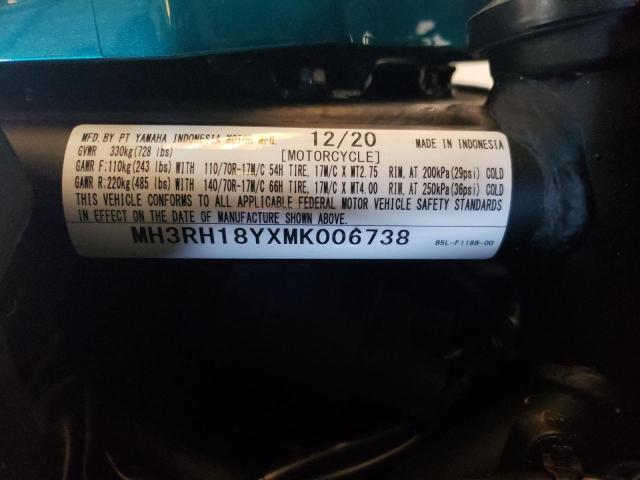 MFD. BY PT YAMAHA INDONESIA MOTOR MFG. 12/20 MADE IN INDONESIA
GVWR 330kg(728 lbs) [MOTORCYCLE]
GAWR F:110kg(243 lbs)WITH 110/70R-17M/C 54H TIRE, 17M/C X MT2.75 RIM, AT 200kPa(29psi) COLD
GAWR R:220kg(485 lbs)WITH 140/70R-17M/C 66H TIRE, 17M/C X MT4.00 RIM, AT 250kPa(36psi) COLD
THIS VEHICLE CONFORMS TO ALL APPLICABLE FEDERAL MOTOR VEHICLE SAFETY STANDARDS
IN EFFECT ON THE DATE OF MANUFACTURE SHOWN ABOVE.
MH3RH18YXMK006738 B5L-F118B-00